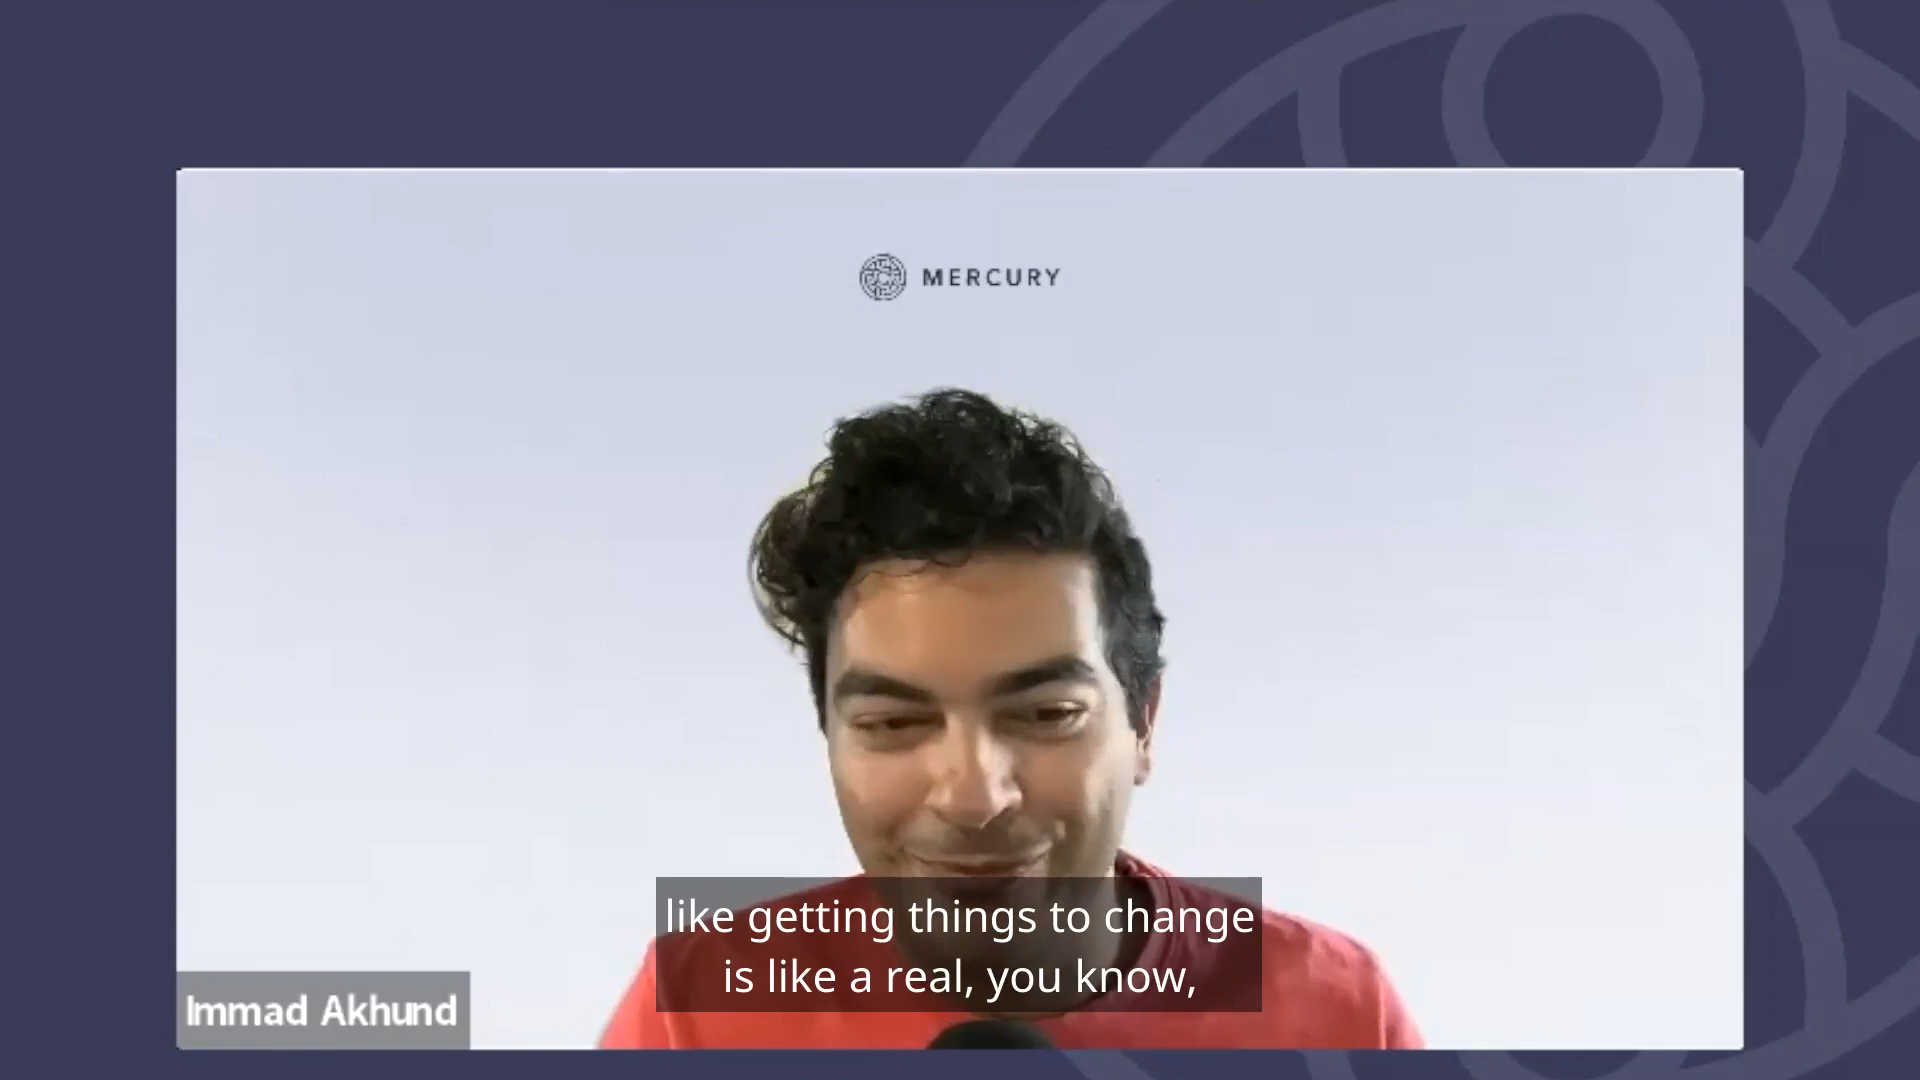 MERCURY
like getting things to change
is like a real, you know,
Immad Akhund